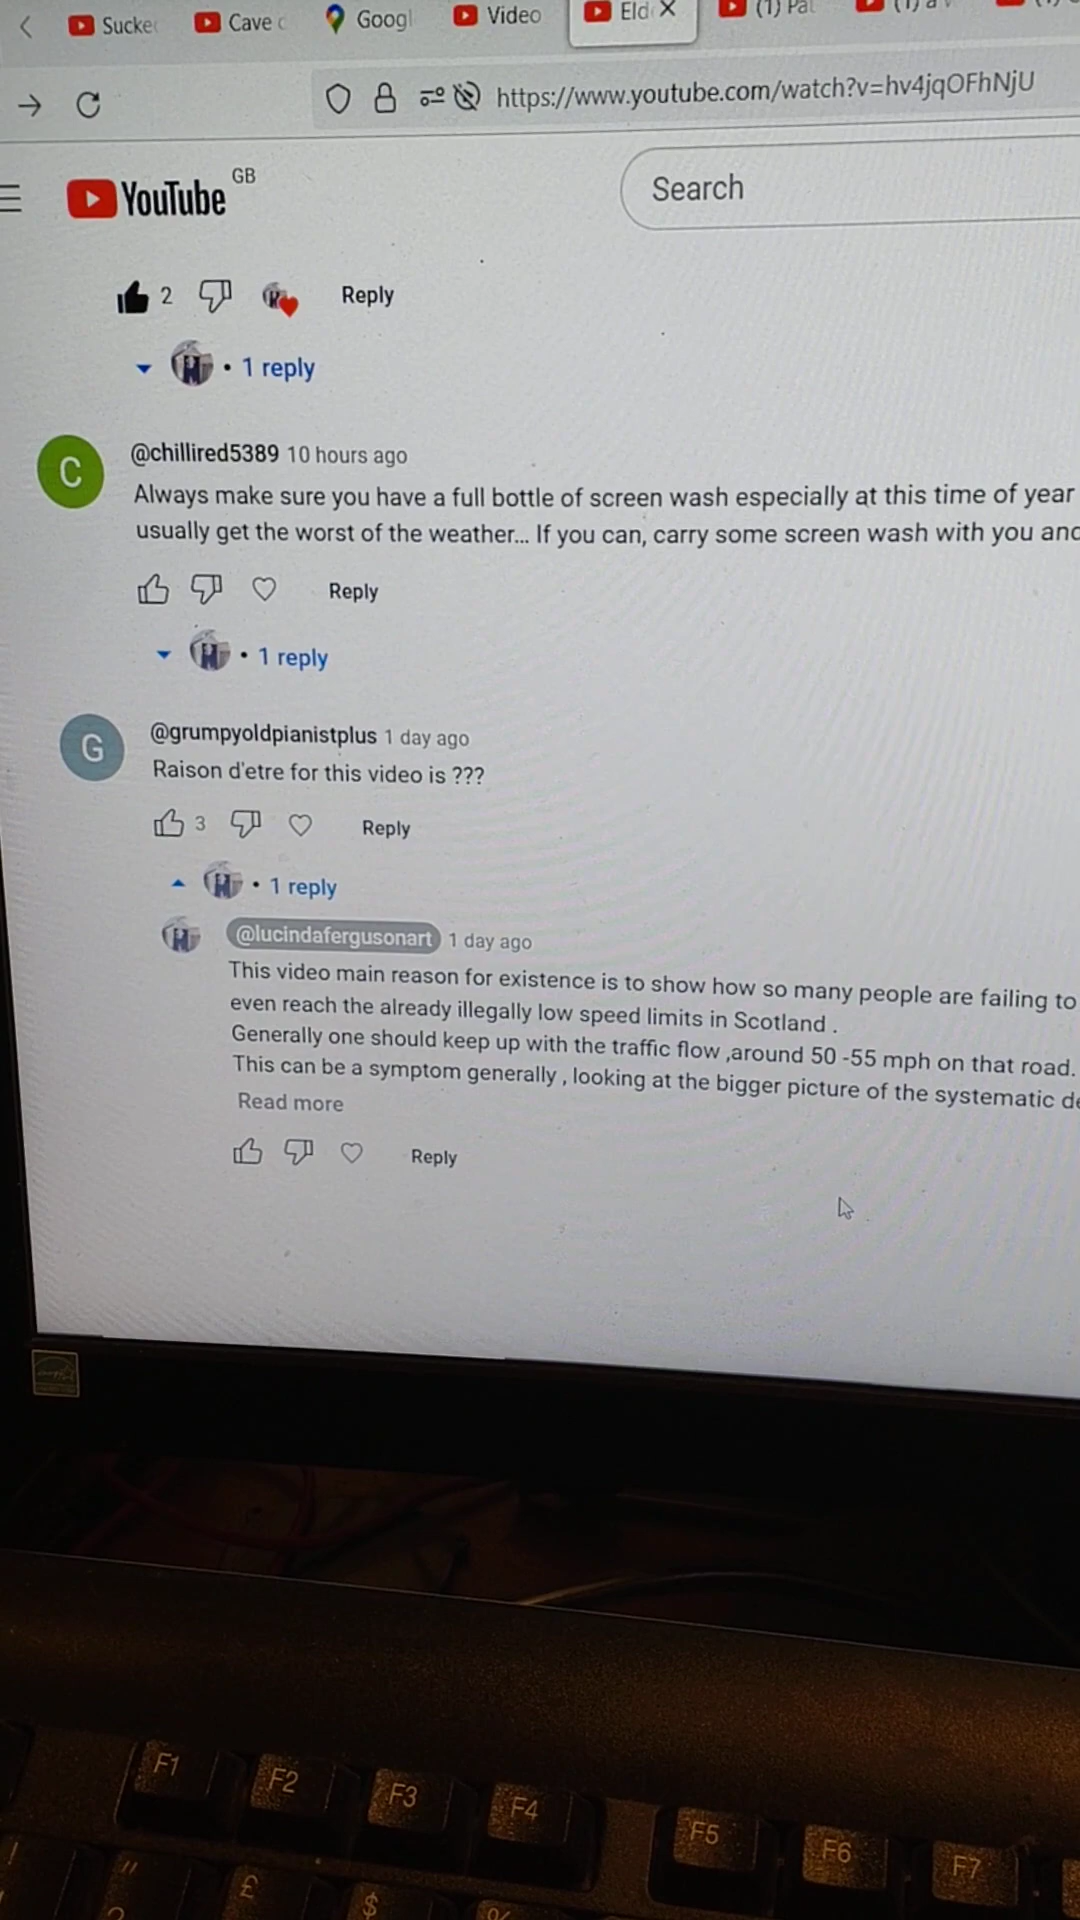 Sucke
Cave c
Googl
Video
Eld
(1) Pat
https://www.youtube.com/watch?v=hv4jqOFhNjU
YouTube GB
Search
2 Reply
• 1 reply
C
@chillired5389 10 hours ago
Always make sure you have a full bottle of screen wash especially at this time of year
usually get the worst of the weather... If you can, carry some screen wash with you and
Reply
• 1 reply
G
@grumpyoldpianistplus 1 day ago
Raison d'etre for this video is ???
3 Reply
• 1 reply
@lucindafergusonart 1 day ago
This video main reason for existence is to show how so many people are failing to
even reach the already illegally low speed limits in Scotland .
Generally one should keep up with the traffic flow ,around 50 -55 mph on that road.
This can be a symptom generally , looking at the bigger picture of the systematic de
Read more
Reply
F1 F2 F3 F4 F5 F6 F7
! " £ $ %